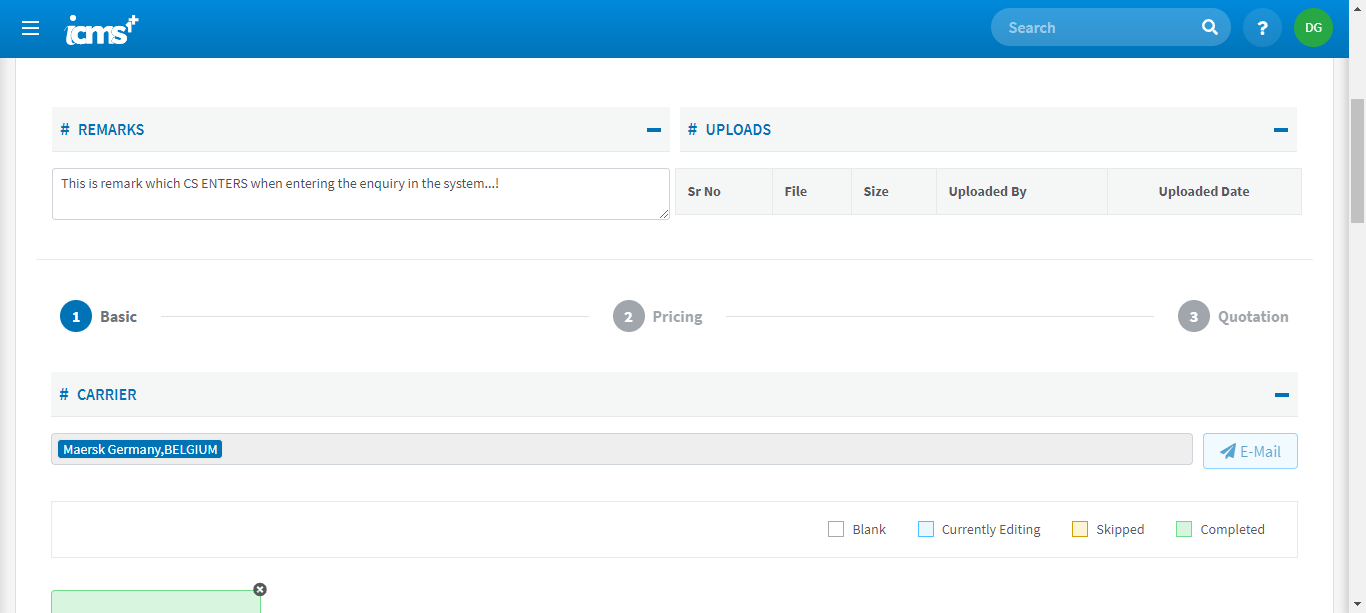 icms+
Search
?
DG
# REMARKS
# UPLOADS
This is remark which CS ENTERS when entering the enquiry in the system...!
Sr No File Size Uploaded By Uploaded Date
1 Basic
2 Pricing
3 Quotation
# CARRIER
Maersk Germany,BELGIUM
E-Mail
Blank
Currently Editing
Skipped
Completed